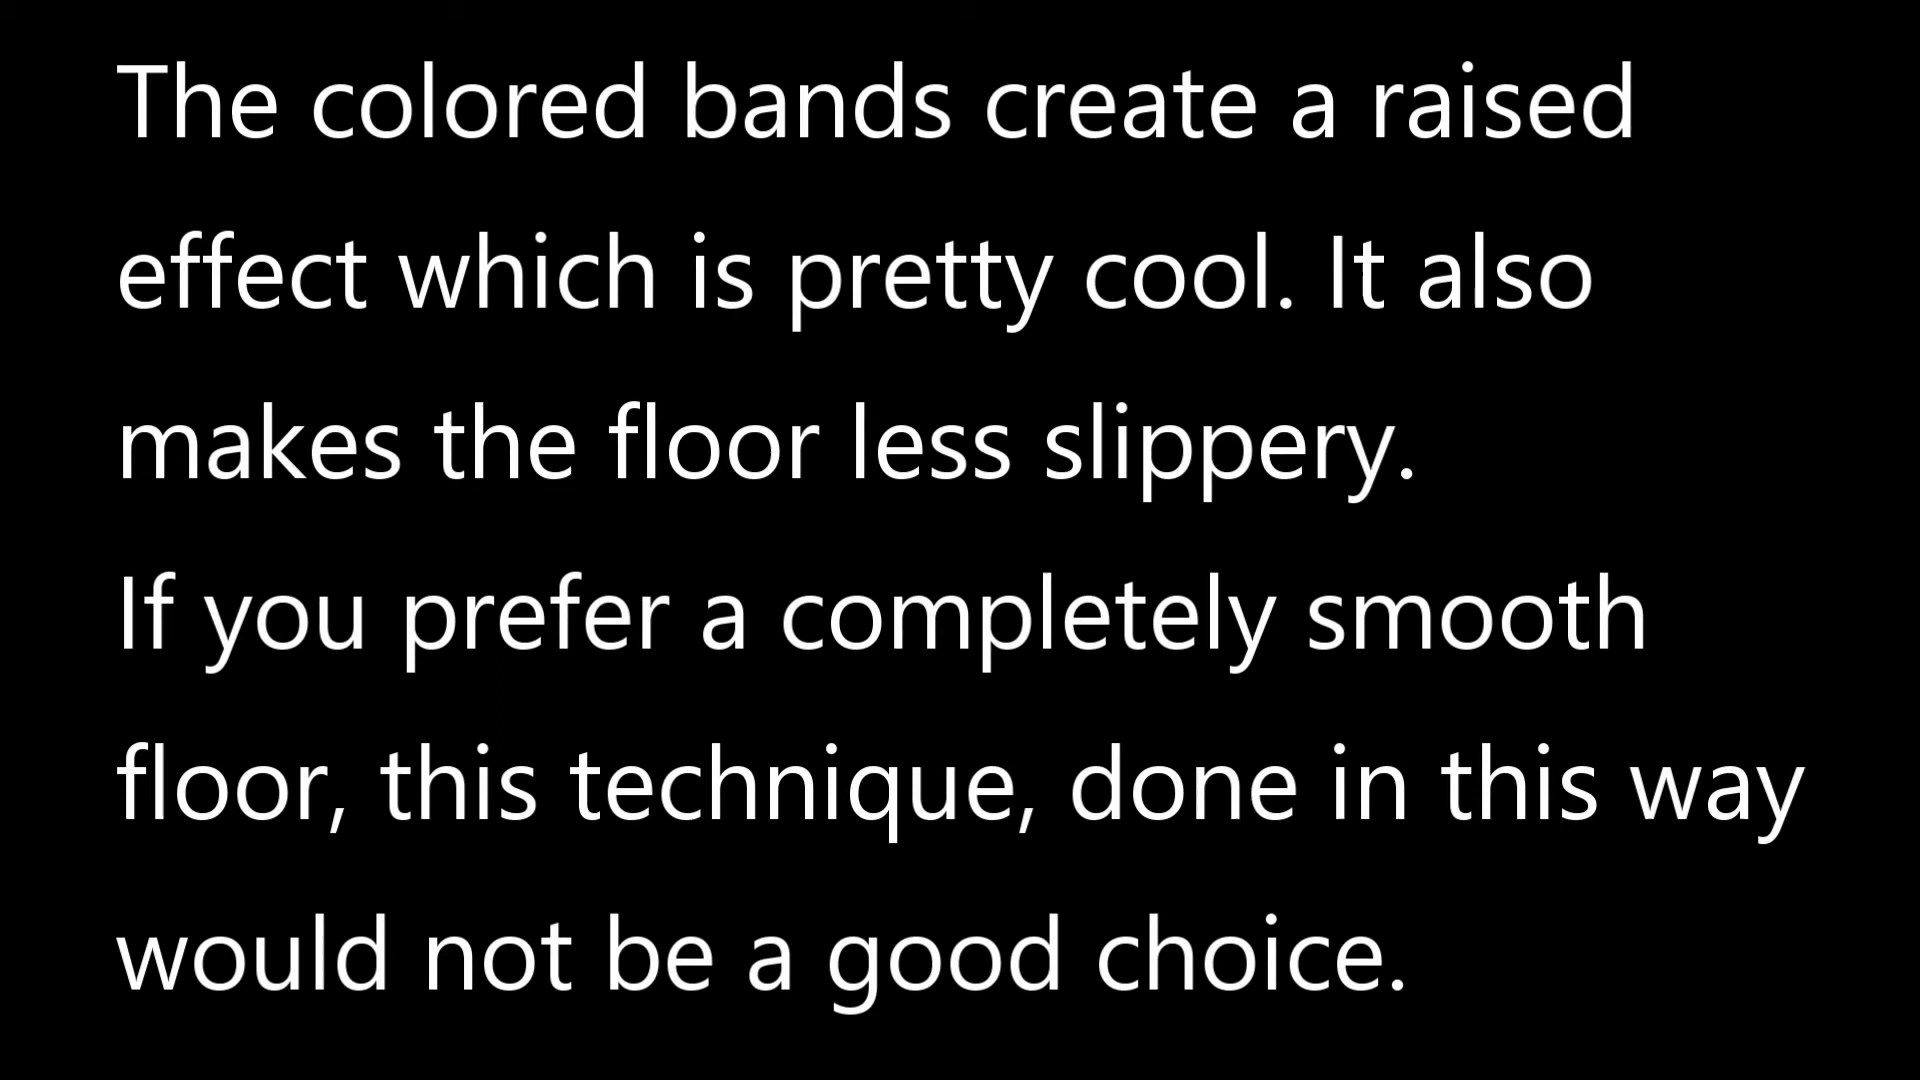 The colored bands create a raised
effect which is pretty cool. It also
makes the floor less slippery.
If you prefer a completely smooth
floor, this technique, done in this way
would not be a good choice.